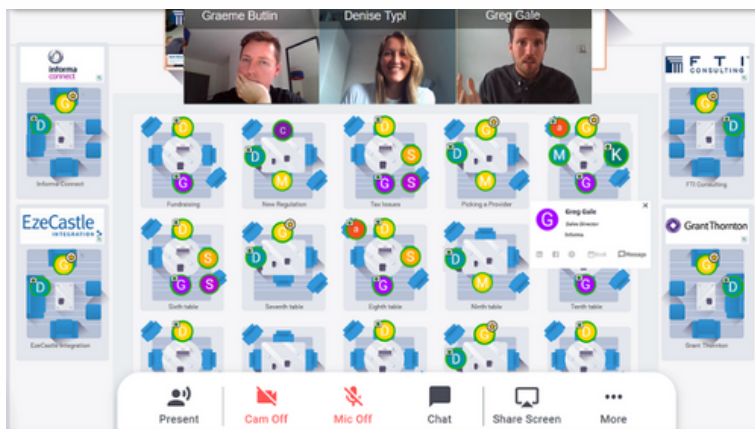 Graeme Butlin
Denise Typl
Greg Gale
informa
connect
Informa Connect
F T I
CONSULTING
FTI Consulting
Fundraising
New Regulation
Tax Issues
Picking a Provider
Greg Gale
Sales Director
Informa
Message
EzeCastle
INTEGRATION
EzeCastle Integration
Grant Thornton
Grant Thornton
Sixth table
Seventh table
Eighth table
Ninth table
Tenth table
Present
Cam Off
Mic Off
Chat
Share Screen
More